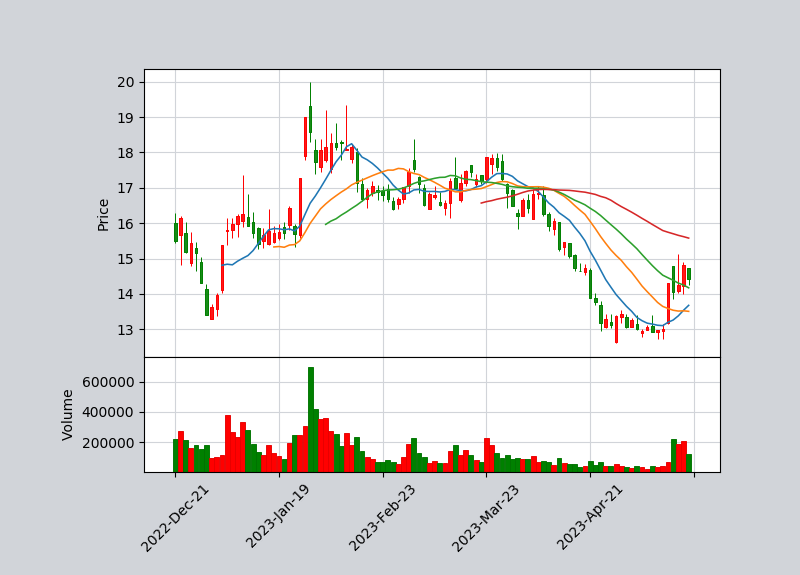 20
19
18
17
16
15
14
13
Price
600000
400000
200000
Volume
2022-Dec-21
2023-Jan-19
2023-Feb-23
2023-Mar-23
2023-Apr-21